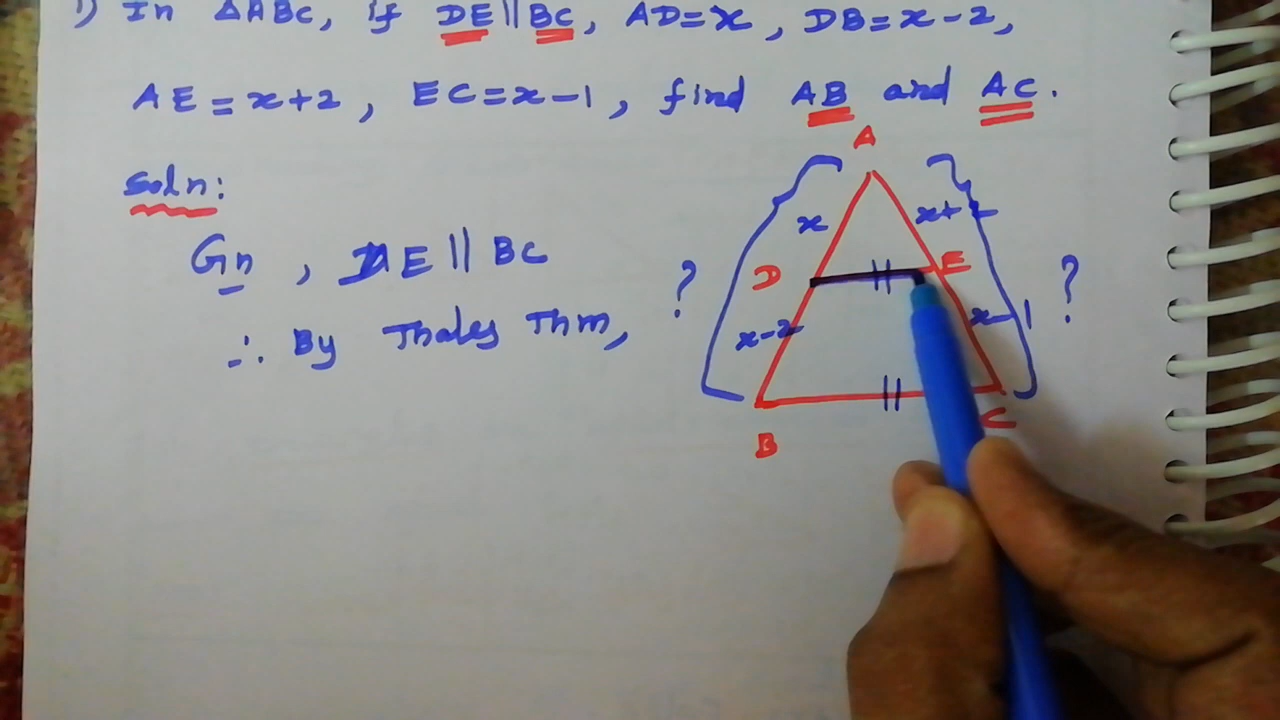 1) In ΔABC, if DE||BC, AD=x, DB=x-2,
AE=x+2, EC=x-1, find AB and AC.
Soln:
Gn, DE||BC
∴ By Thales Thm,
A
x
x+
D
E
?
?
x-2
x-1
B
C